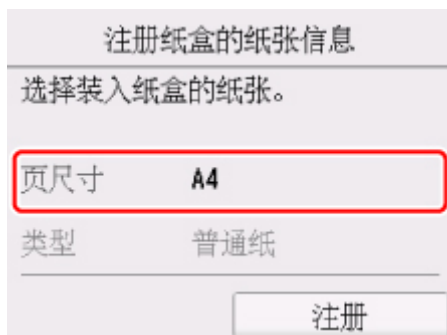 注册纸盒的纸张信息
选择装入纸盒的纸张。
页尺寸 A4
类型 普通纸
注册